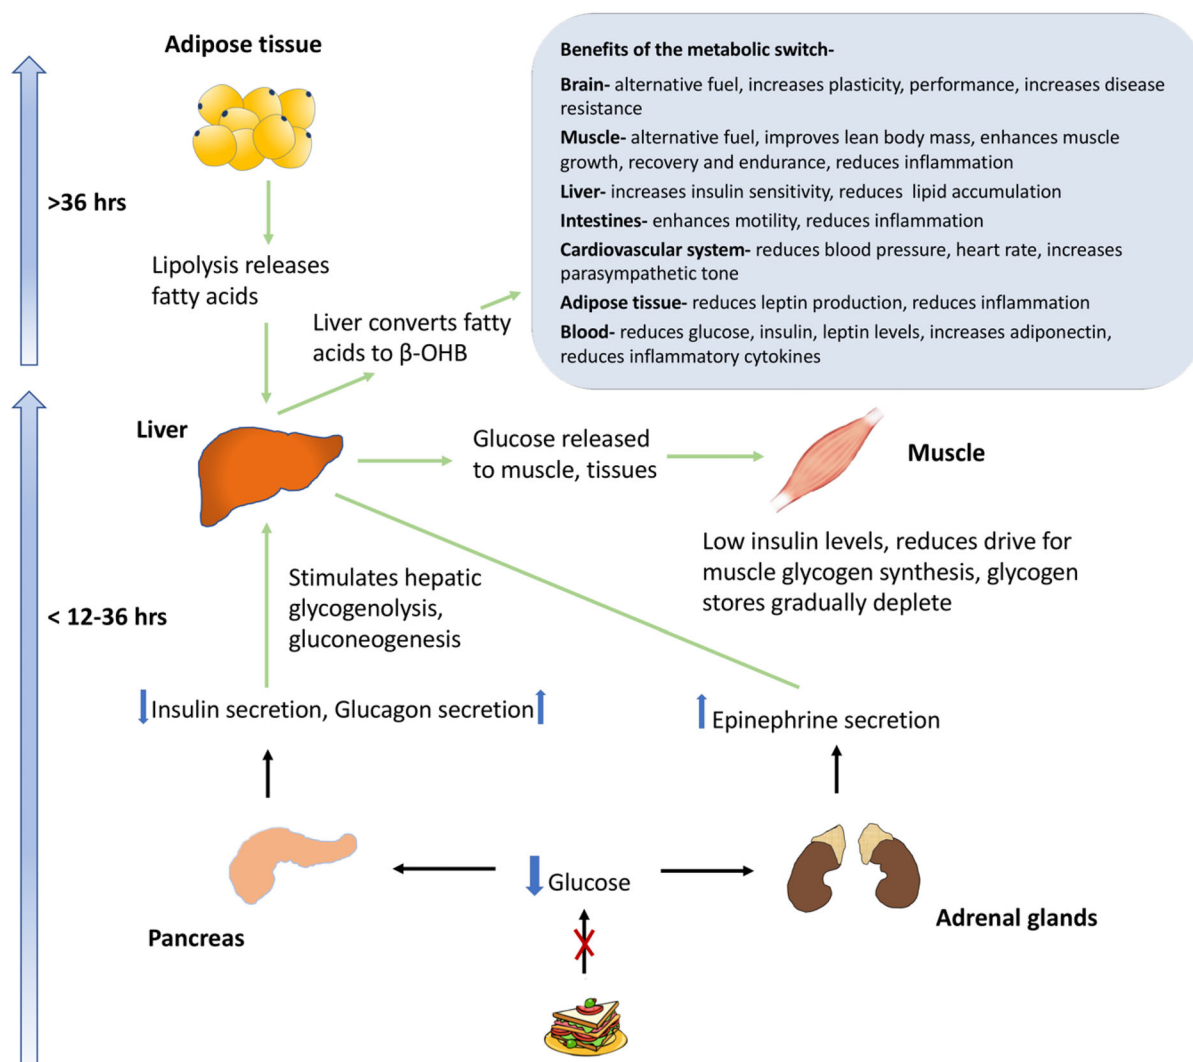 Adipose tissue
>36 hrs
Lipolysis releases
fatty acids
Liver converts fatty
acids to β-OHB
Benefits of the metabolic switch-
Brain- alternative fuel, increases plasticity, performance, increases disease
resistance
Muscle- alternative fuel, improves lean body mass, enhances muscle
growth, recovery and endurance, reduces inflammation
Liver- increases insulin sensitivity, reduces lipid accumulation
Intestines- enhances motility, reduces inflammation
Cardiovascular system- reduces blood pressure, heart rate, increases
parasympathetic tone
Adipose tissue- reduces leptin production, reduces inflammation
Blood- reduces glucose, insulin, leptin levels, increases adiponectin,
reduces inflammatory cytokines
Liver
Glucose released
to muscle, tissues
Muscle
Low insulin levels, reduces drive for
muscle glycogen synthesis, glycogen
stores gradually deplete
< 12-36 hrs
Stimulates hepatic
glycogenolysis,
gluconeogenesis
Insulin secretion, Glucagon secretion
Epinephrine secretion
Glucose
Pancreas
Adrenal glands